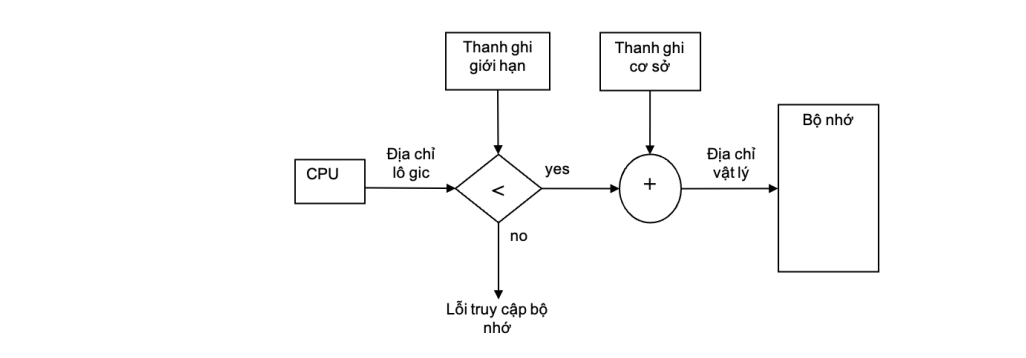 Thanh ghi
giới hạn
Thanh ghi
cơ sở
Bộ nhớ
CPU
Địa chỉ
lô gic
<
yes
+
Địa chỉ
vật lý
no
Lỗi truy cập bộ
nhớ